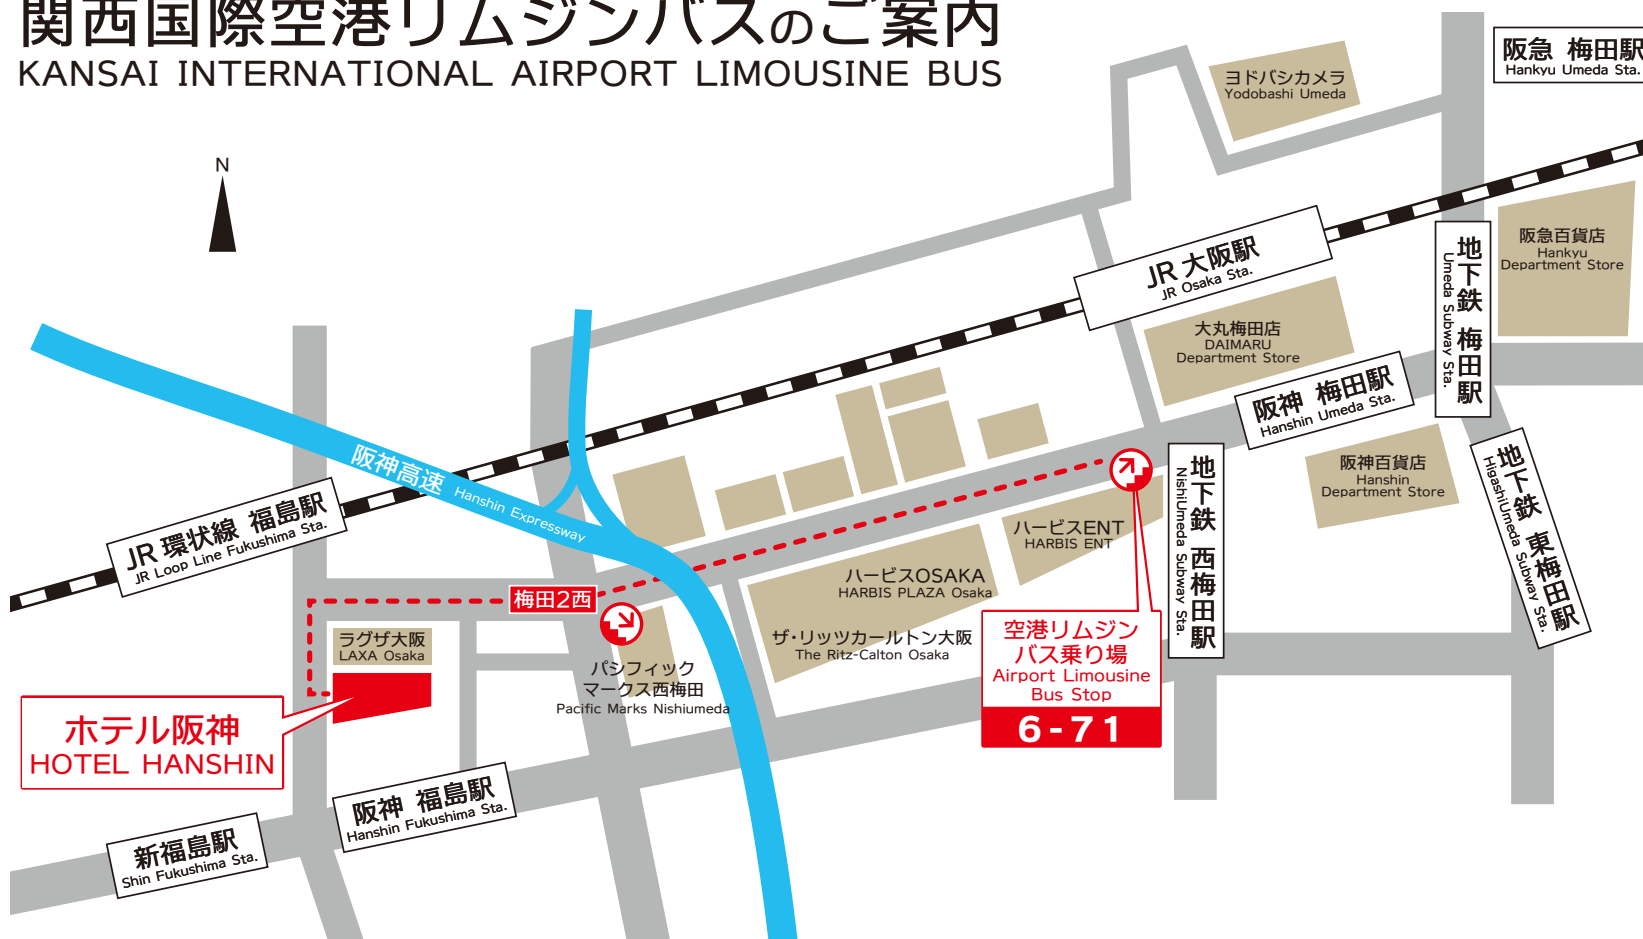 関西国際空港リムジンバスのご案内
KANSAI INTERNATIONAL AIRPORT LIMOUSINE BUS
N
ヨドバシカメラ
Yodobashi Umeda
阪急 梅田駅
Hankyu Umeda Sta.
阪急百貨店
Hankyu
Department Store
地下鉄 梅田駅
Umeda Subway Sta.
JR 大阪駅
JR Osaka Sta.
大丸梅田店
DAIMARU
Department Store
阪神 梅田駅
Hanshin Umeda Sta.
阪神百貨店
Hanshin
Department Store
地下鉄 東梅田駅
HigashiUmeda Subway Sta.
地下鉄 西梅田駅
NishiUmeda Subway Sta.
阪神高速 Hanshin Expressway
JR 環状線 福島駅
JR Loop Line Fukushima Sta.
梅田2西
ハービスENT
HARBIS ENT
ハービスOSAKA
HARBIS PLAZA Osaka
ザ・リッツカールトン大阪
The Ritz-Calton Osaka
空港リムジン
バス乗り場
Airport Limousine
Bus Stop
6-71
ラグザ大阪
LAXA Osaka
パシフィック
マークス西梅田
Pacific Marks Nishiumeda
ホテル阪神
HOTEL HANSHIN
阪神 福島駅
Hanshin Fukushima Sta.
新福島駅
Shin Fukushima Sta.